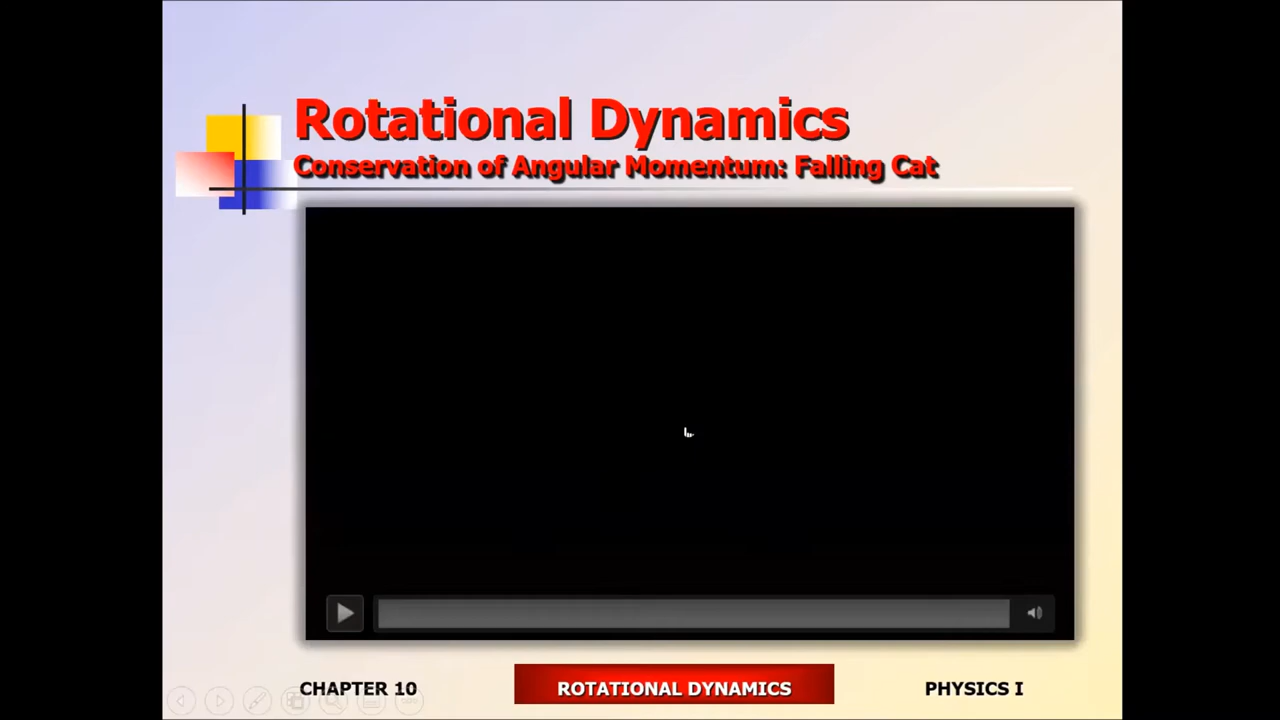 Rotational Dynamics
Conservation of Angular Momentum: Falling Cat
CHAPTER 10
ROTATIONAL DYNAMICS
PHYSICS I